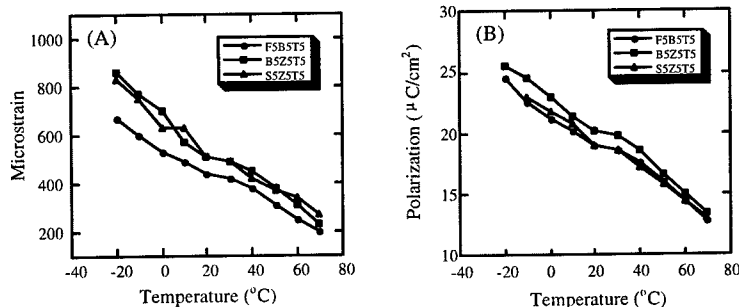 (A)
F5B5T5
B5Z5T5
S5Z5T5
Microstrain
1000
800
600
400
200
-40
-20
0
20
40
60
80
Temperature (°C)
(B)
F5B5T5
B5Z5T5
S5Z5T5
Polarization (μC/cm²)
30
25
20
15
10
-40
-20
0
20
40
60
80
Temperature (°C)